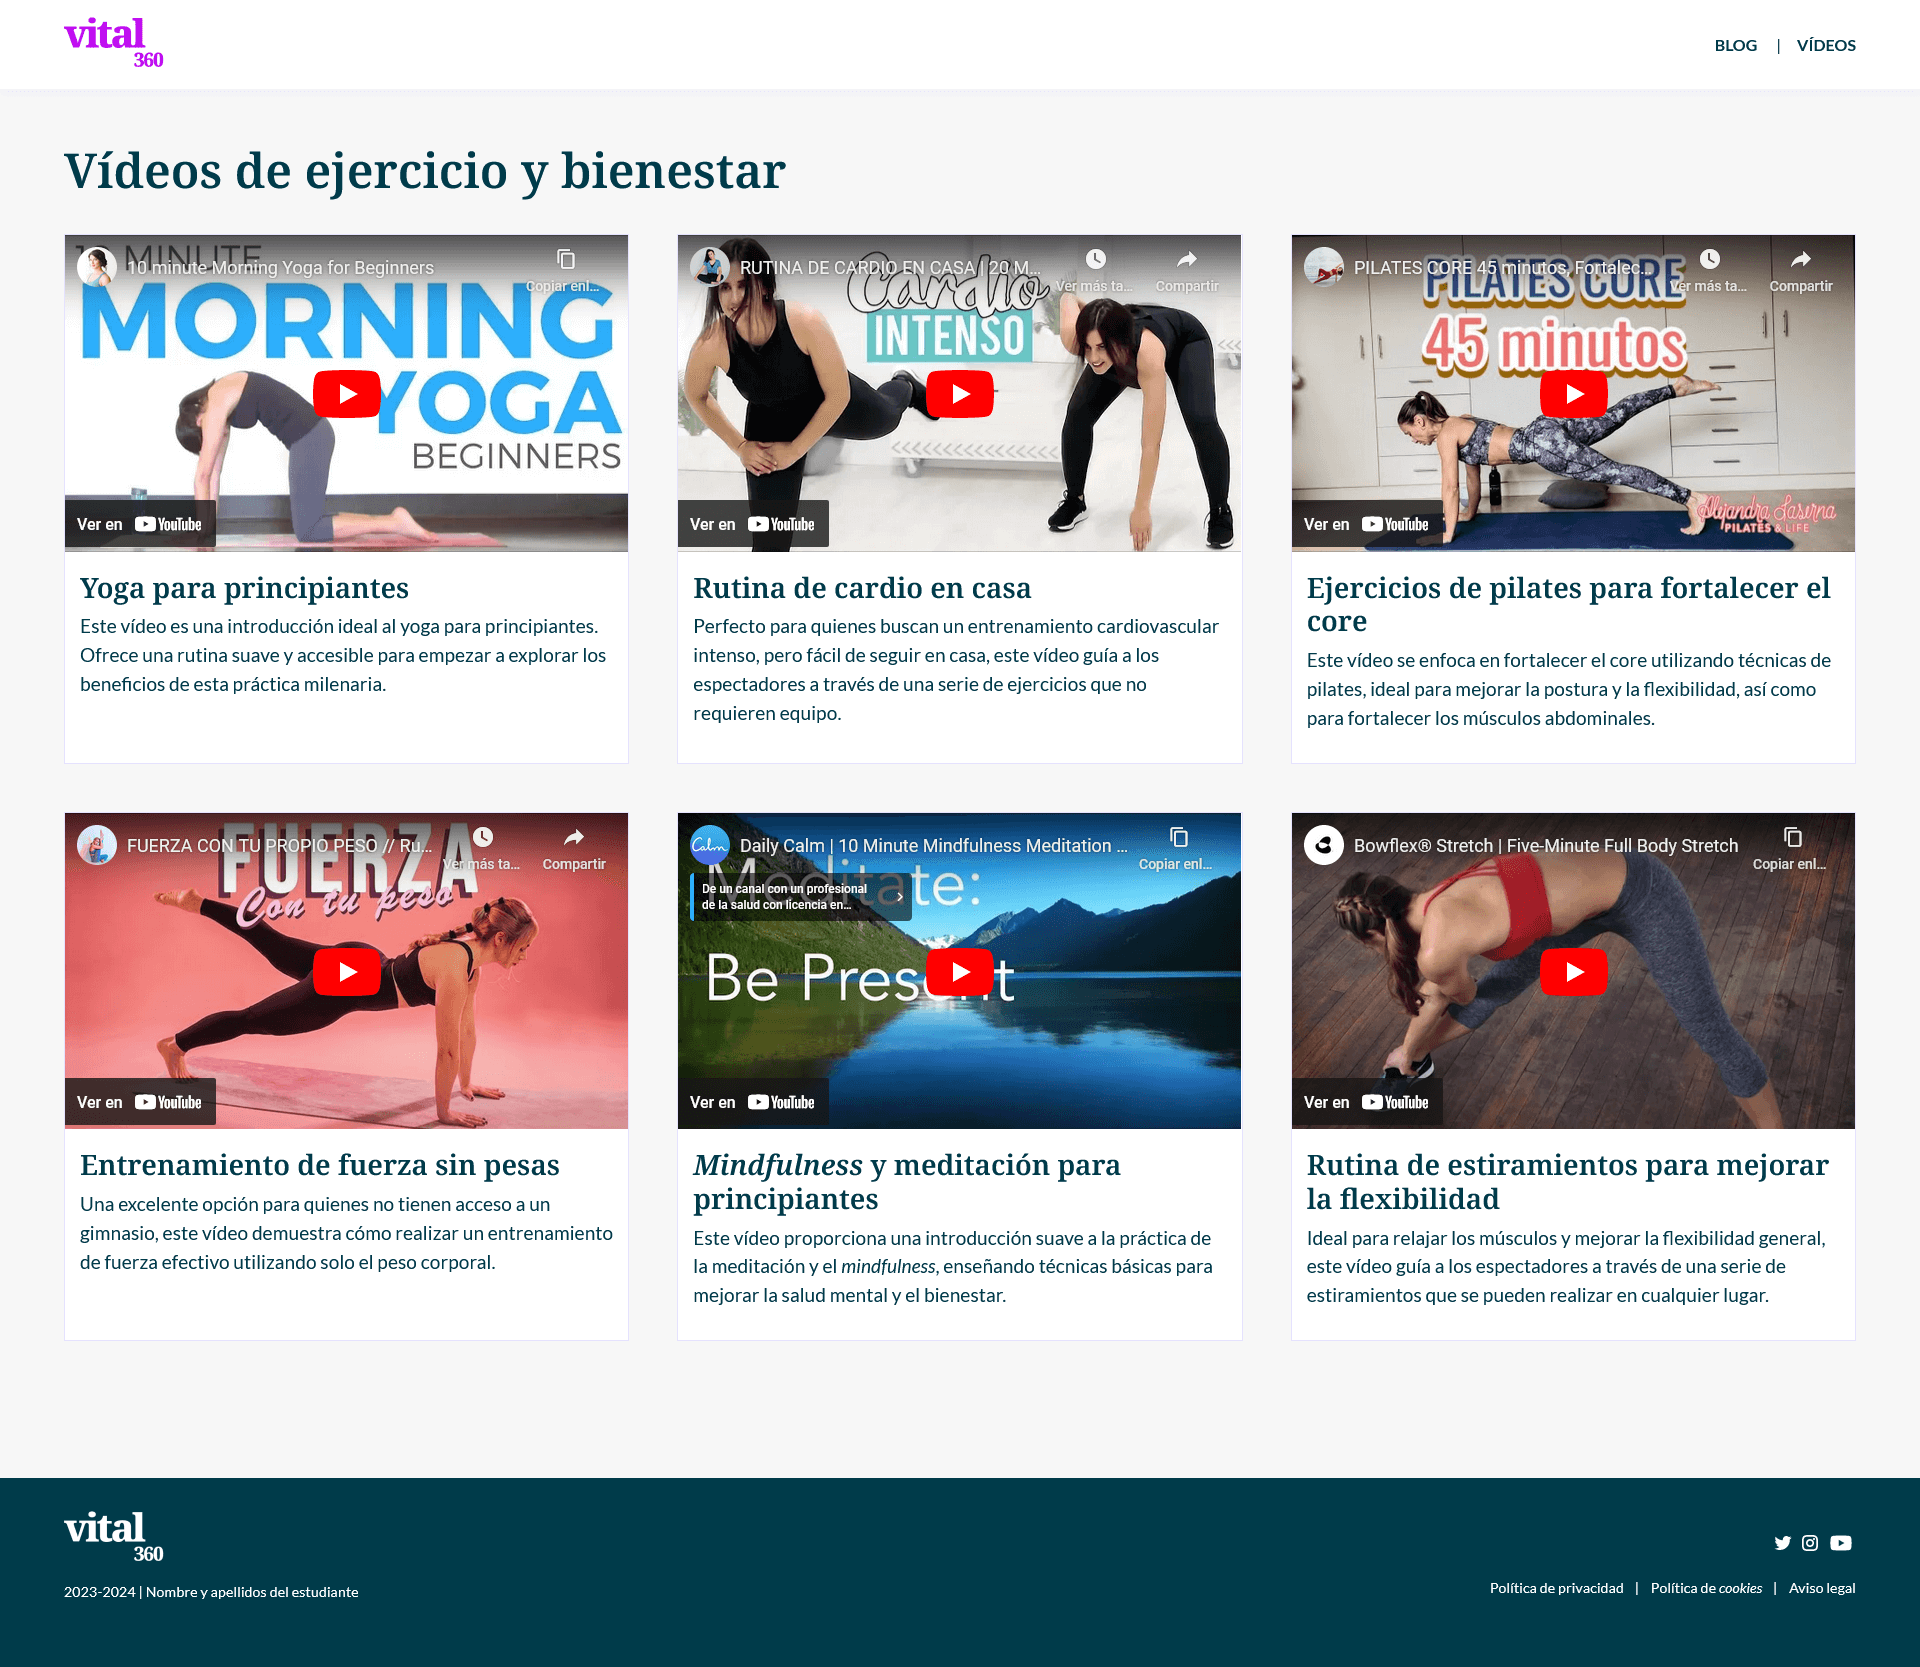 vital
360
BLOG | VÍDEOS
Vídeos de ejercicio y bienestar
10 MINUTE
10 minute Morning Yoga for Beginners
Copiar enl...
MORNING
YOGA
BEGINNERS
Ver en YouTube
Yoga para principiantes
Este vídeo es una introducción ideal al yoga para principiantes.
Ofrece una rutina suave y accesible para empezar a explorar los
beneficios de esta práctica milenaria.
RUTINA DE CARDIO EN CASA | 20 M...
Ver más ta...
Compartir
Cardio
INTENSO
Ver en YouTube
Rutina de cardio en casa
Perfecto para quienes buscan un entrenamiento cardiovascular
intenso, pero fácil de seguir en casa, este vídeo guía a los
espectadores a través de una serie de ejercicios que no
requieren equipo.
PILATES CORE 45 minutos. Fortalec...
Ver más ta...
Compartir
PILATES CORE
45 minutos
Alejandra Laserna
PILATES & LIFE
Ver en YouTube
Ejercicios de pilates para fortalecer el
core
Este vídeo se enfoca en fortalecer el core utilizando técnicas de
pilates, ideal para mejorar la postura y la flexibilidad, así como
para fortalecer los músculos abdominales.
FUERZA CON TU PROPIO PESO // Ru...
Ver más ta...
Compartir
FUERZA
Con tu peso
Ver en YouTube
Entrenamiento de fuerza sin pesas
Una excelente opción para quienes no tienen acceso a un
gimnasio, este vídeo demuestra cómo realizar un entrenamiento
de fuerza efectivo utilizando solo el peso corporal.
Calm
Daily Calm | 10 Minute Mindfulness Meditation ...
Copiar enl...
De un canal con un profesional
de la salud con licencia en...
Meditate:
Be Present
Ver en YouTube
Mindfulness y meditación para
principiantes
Este vídeo proporciona una introducción suave a la práctica de
la meditación y el mindfulness, enseñando técnicas básicas para
mejorar la salud mental y el bienestar.
Bowflex® Stretch | Five-Minute Full Body Stretch
Copiar enl...
Ver en YouTube
Rutina de estiramientos para mejorar
la flexibilidad
Ideal para relajar los músculos y mejorar la flexibilidad general,
este vídeo guía a los espectadores a través de una serie de
estiramientos que se pueden realizar en cualquier lugar.
vital
360
2023-2024 | Nombre y apellidos del estudiante
Política de privacidad | Política de cookies | Aviso legal